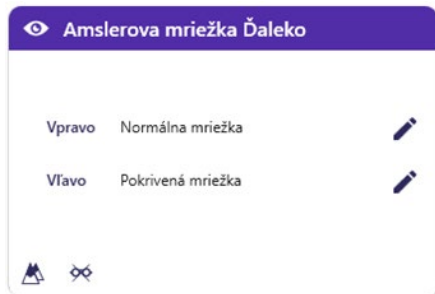 Amslerova mriežka Ďaleko
Vpravo Normálna mriežka
Vľavo Pokrivená mriežka